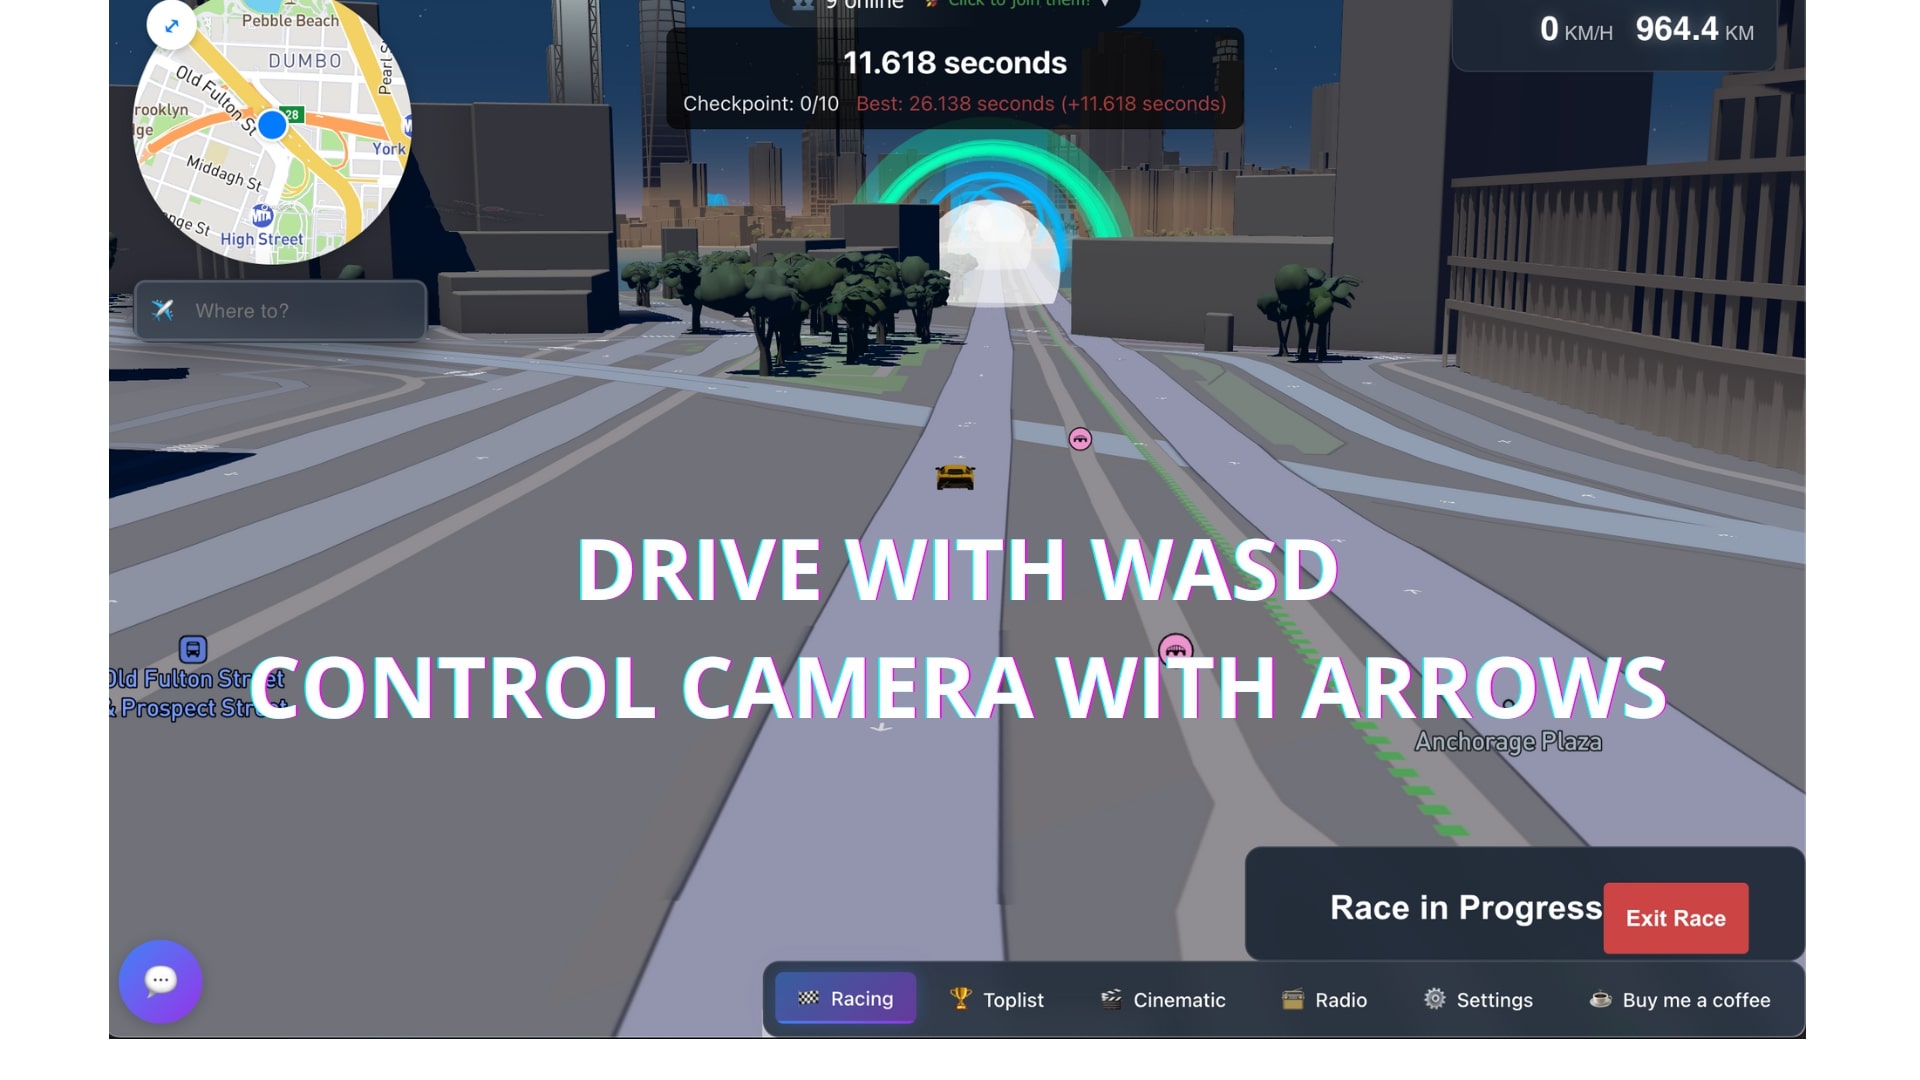 Pebble Beach
DUMBO
Pearl S
Old Fulton St
rooklyn
ge
28
York
Middagh St
nge St
MTA
High Street
Where to?
9 online Click to join them!
11.618 seconds
Checkpoint: 0/10 Best: 26.138 seconds (+11.618 seconds)
0 KM/H 964.4 KM
DRIVE WITH WASD
CONTROL CAMERA WITH ARROWS
Old Fulton Street
& Prospect Street
Anchorage Plaza
Race in Progress
Exit Race
Racing
Toplist
Cinematic
Radio
Settings
Buy me a coffee